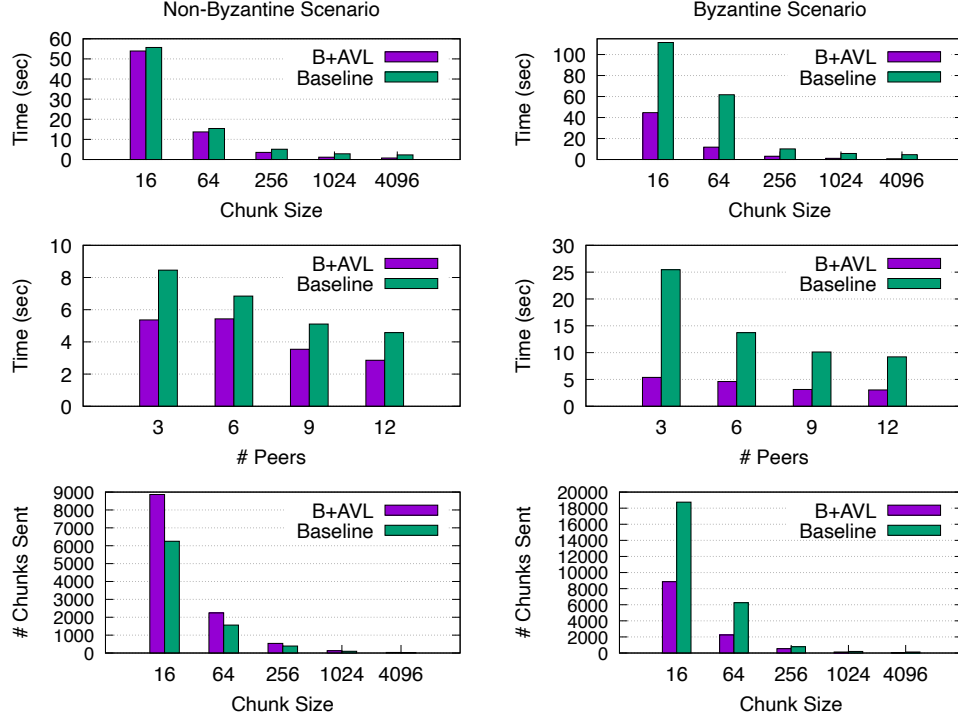 Non-Byzantine Scenario
Time (sec)
60
50
40
30
20
10
0
B+AVL
Baseline
16 64 256 1024 4096
Chunk Size
Byzantine Scenario
Time (sec)
100
80
60
40
20
0
B+AVL
Baseline
16 64 256 1024 4096
Chunk Size
Time (sec)
10
8
6
4
2
0
B+AVL
Baseline
3 6 9 12
# Peers
Time (sec)
30
25
20
15
10
5
0
B+AVL
Baseline
3 6 9 12
# Peers
# Chunks Sent
9000
8000
7000
6000
5000
4000
3000
2000
1000
0
B+AVL
Baseline
16 64 256 1024 4096
Chunk Size
# Chunks Sent
20000
18000
16000
14000
12000
10000
8000
6000
4000
2000
0
B+AVL
Baseline
16 64 256 1024 4096
Chunk Size